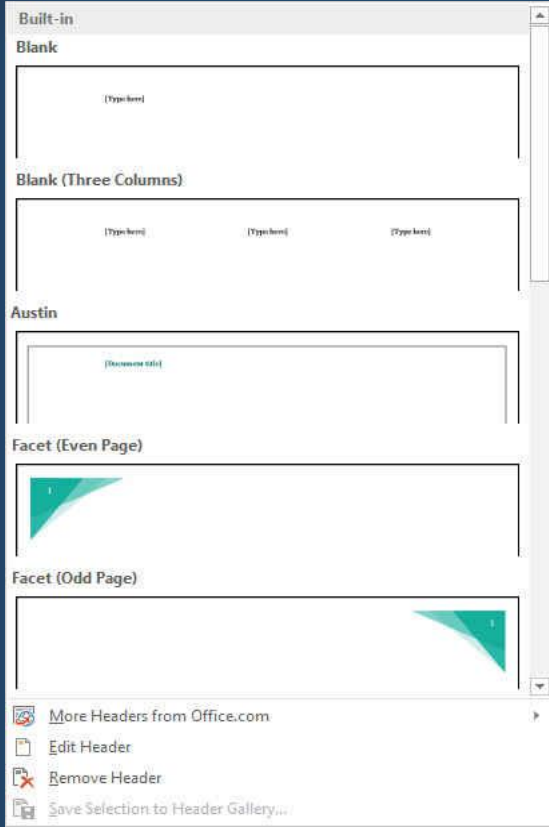 Built-in
Blank
[Type here]
Blank (Three Columns)
[Type here] [Type here] [Type here]
Austin
[Document title]
Facet (Even Page)
1
Facet (Odd Page)
1
More Headers from Office.com
Edit Header
Remove Header
Save Selection to Header Gallery...